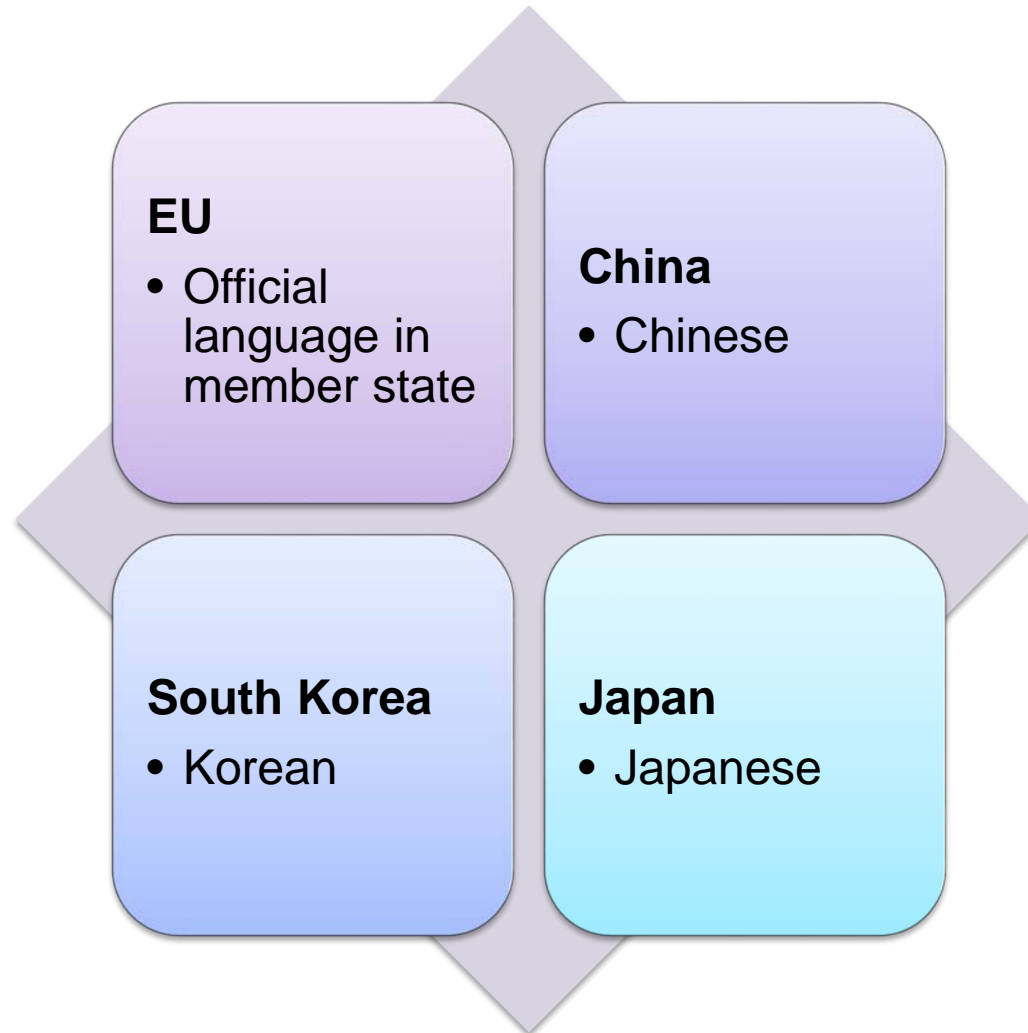 EU
• Official
language in
member state
China
• Chinese
South Korea
• Korean
Japan
• Japanese